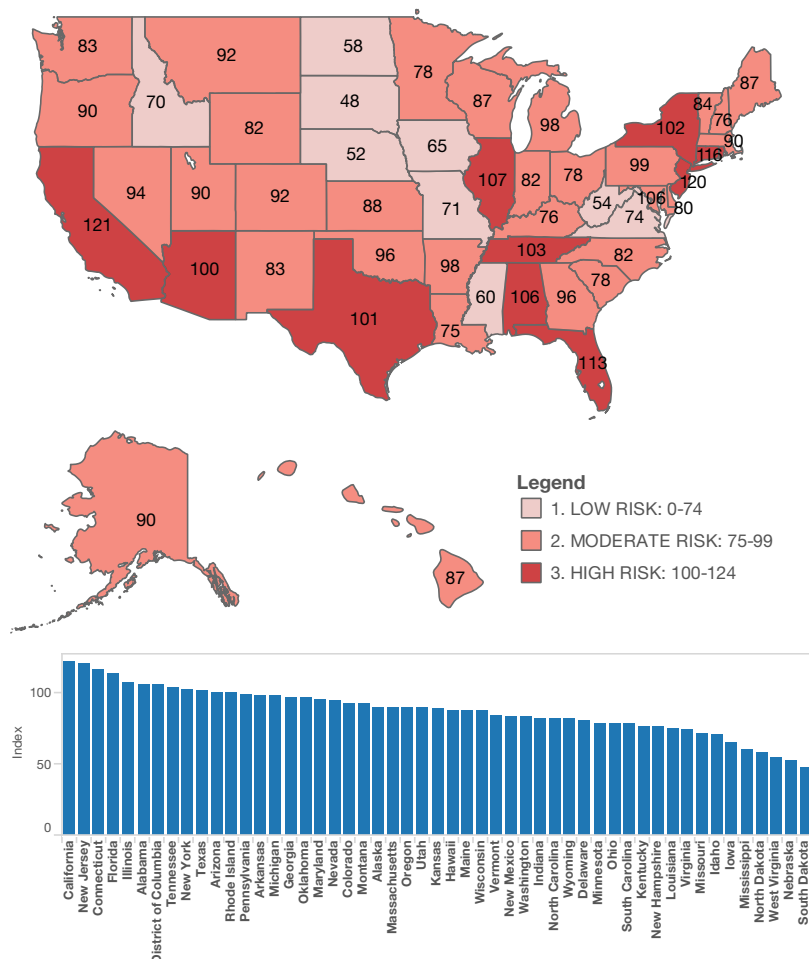 83
92
58
78
87
90
70
48
87
84
76
82
98
102
90
65
116
52
99
94
90
92
107
82
78
120
106
88
54
80
71
74
121
76
96
103
82
100
83
98
78
60
106
96
101
75
113
Legend
1. LOW RISK: 0-74
90
2. MODERATE RISK: 75-99
87
3. HIGH RISK: 100-124
100
Index
50
0
California
New Jersey
Connecticut
Florida
Illinois
Alabama
District of Columbia
Tennessee
New York
Texas
Arizona
Rhode Island
Pennsylvania
Arkansas
Michigan
Georgia
Oklahoma
Maryland
Nevada
Colorado
Montana
Alaska
Massachusetts
Oregon
Utah
Kansas
Hawaii
Maine
Wisconsin
Vermont
New Mexico
Washington
Indiana
North Carolina
Wyoming
Delaware
Minnesota
Ohio
South Carolina
Kentucky
New Hampshire
Louisiana
Virginia
Missouri
Idaho
Iowa
Mississippi
North Dakota
West Virginia
Nebraska
South Dakota